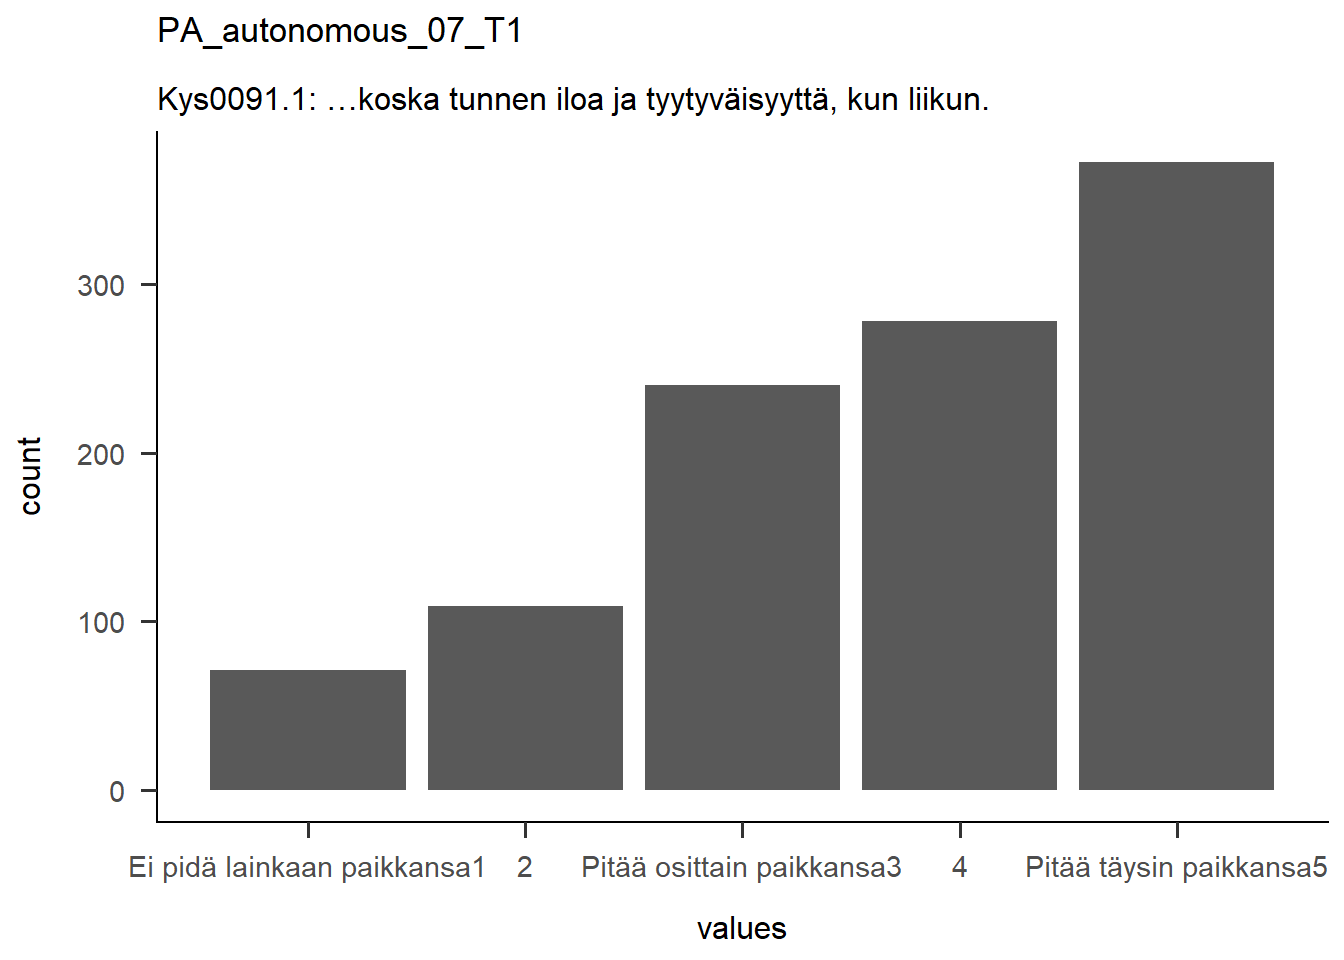 PA_autonomous_07_T1
Kys0091.1: …koska tunnen iloa ja tyytyväisyyttä, kun liikun.
300
200
100
0
count
Ei pidä lainkaan paikkansa1 2 Pitää osittain paikkansa3 4 Pitää täysin paikkansa5
values